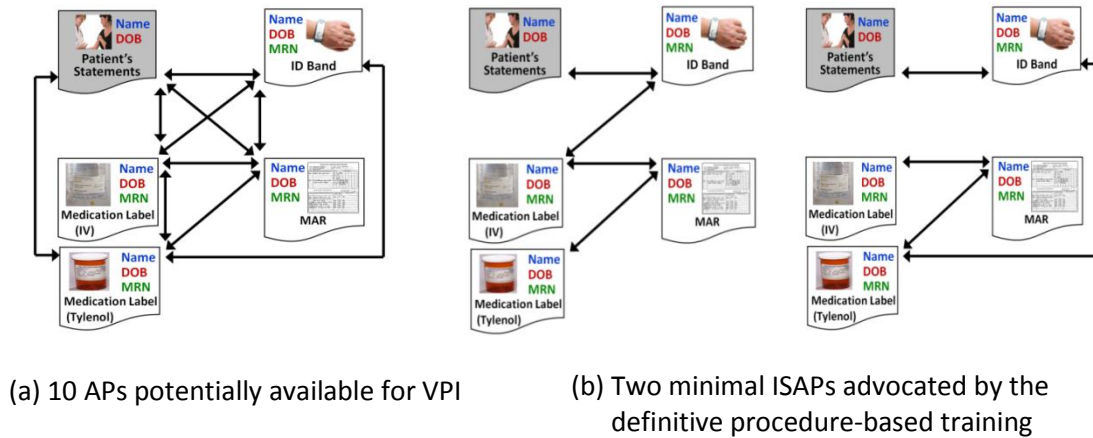 Name
DOB
Patient's
Statements
Name
DOB
MRN
ID Band
Name
DOB
MRN
Medication Label
(IV)
Name
DOB
MRN
MAR
Name
DOB
MRN
Medication Label
(Tylenol)
Name
DOB
Patient's
Statements
Name
DOB
MRN
ID Band
Name
DOB
MRN
Medication Label
(IV)
Name
DOB
MRN
MAR
Name
DOB
MRN
Medication Label
(Tylenol)
Name
DOB
Patient's
Statements
Name
DOB
MRN
ID Band
Name
DOB
MRN
Medication Label
(IV)
Name
DOB
MRN
MAR
Name
DOB
MRN
Medication Label
(Tylenol)
(a) 10 APs potentially available for VPI
(b) Two minimal ISAPs advocated by the
definitive procedure-based training